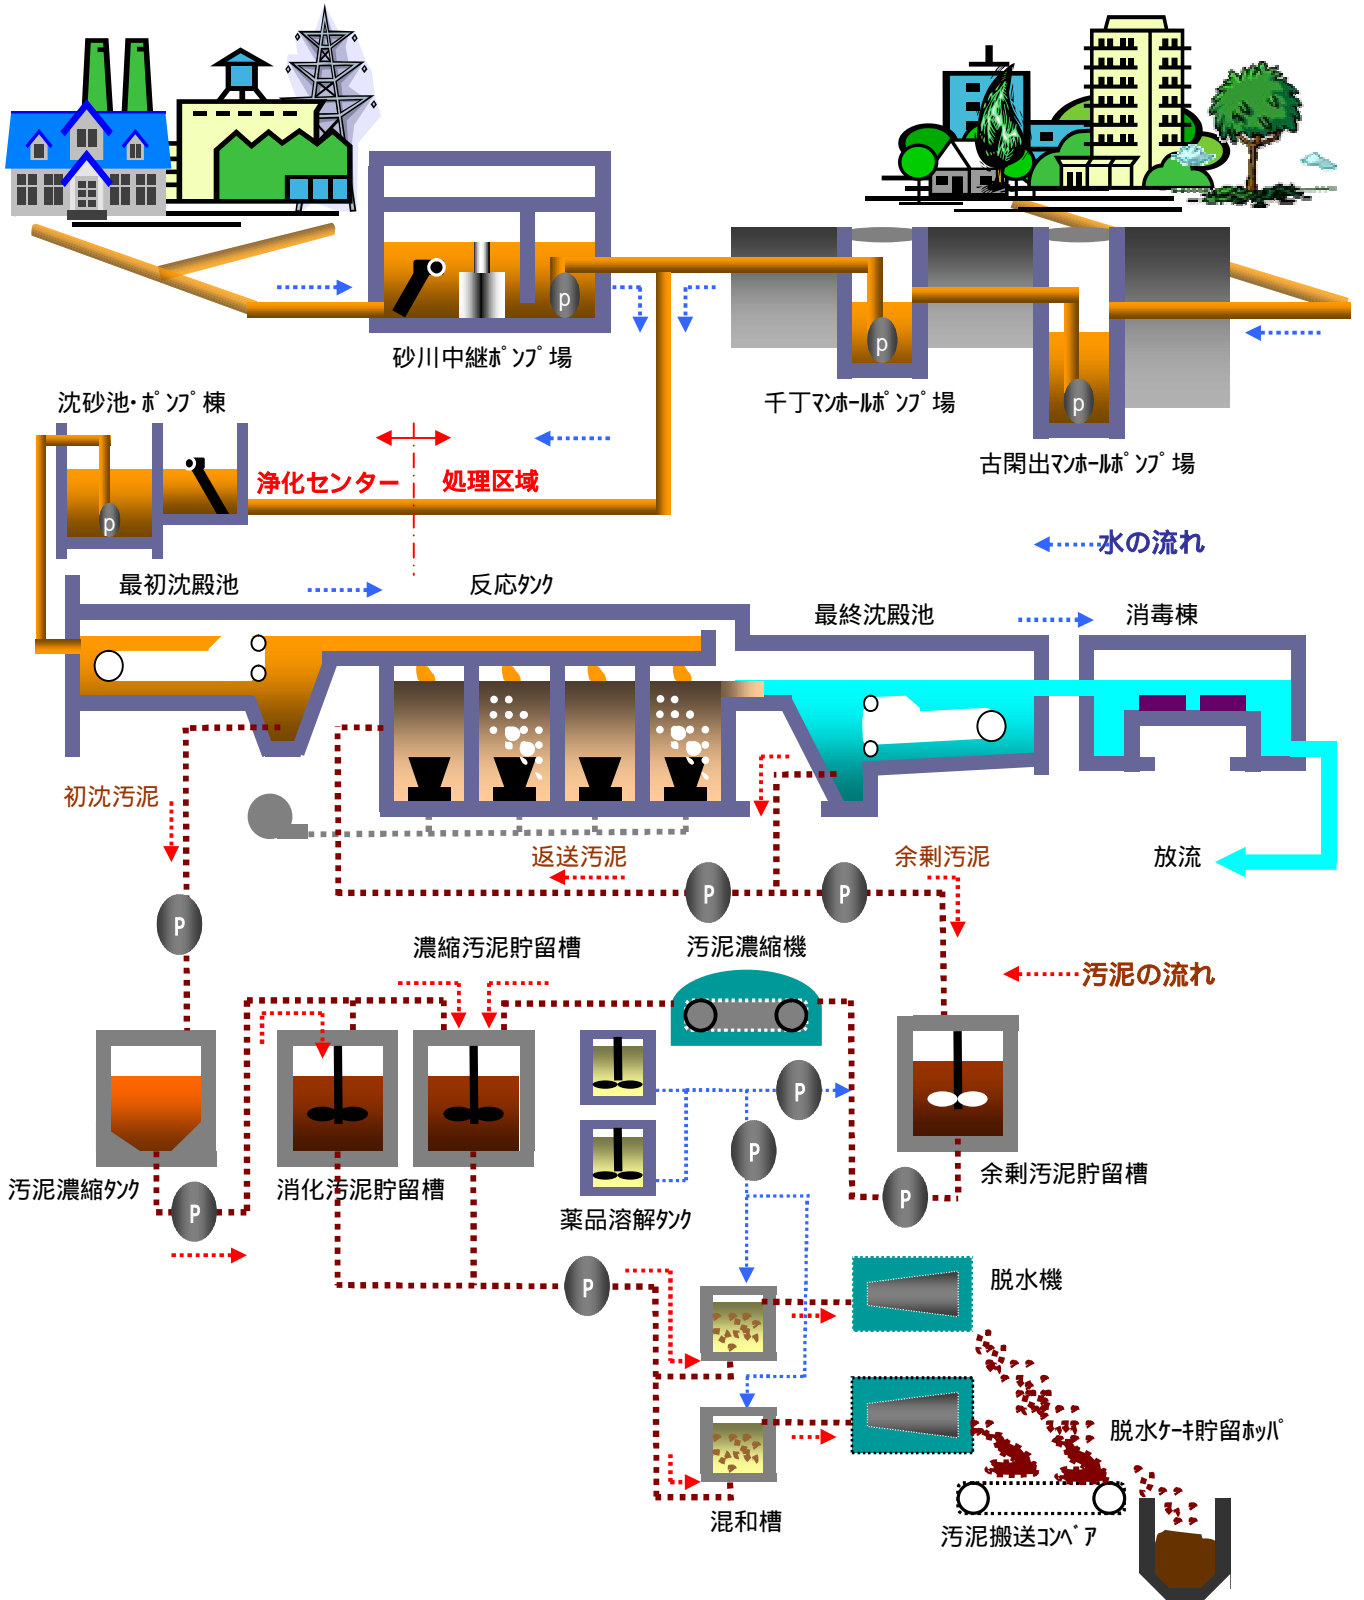 p
砂川中継ﾎﾟﾝﾌﾟ場
p
千丁ﾏﾝﾎｰﾙﾎﾟﾝﾌﾟ場
p
古閑出ﾏﾝﾎｰﾙﾎﾟﾝﾌﾟ場
沈砂池･ﾎﾟﾝﾌﾟ棟
p
浄化センター
処理区域
水の流れ
最初沈殿池
反応ﾀﾝｸ
最終沈殿池
消毒棟
初沈汚泥
返送汚泥
余剰汚泥
放流
P
P
P
濃縮汚泥貯留槽
汚泥濃縮機
汚泥の流れ
P
P
汚泥濃縮ﾀﾝｸ
P
消化汚泥貯留槽
薬品溶解ﾀﾝｸ
P
余剰汚泥貯留槽
P
脱水機
脱水ｹｰｷ貯留ﾎｯﾊﾟ
混和槽
汚泥搬送ｺﾝﾍﾞｱ